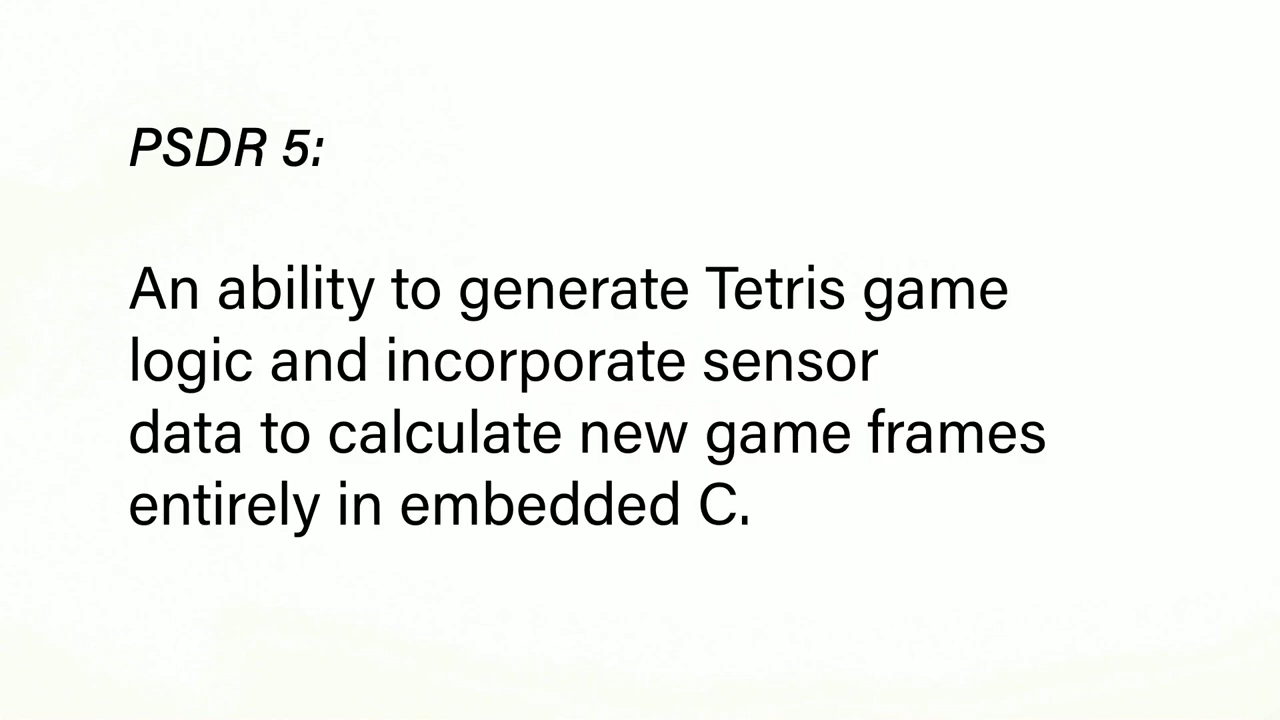 PSDR 5:
An ability to generate Tetris game
logic and incorporate sensor
data to calculate new game frames
entirely in embedded C.